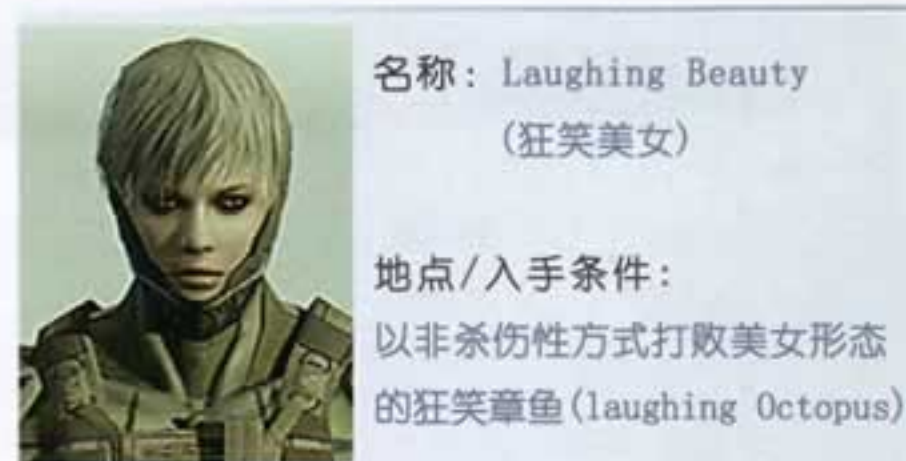 名称: Laughing Beauty
(狂笑美女)
地点/入手条件:
以非杀伤性方式打败美女形态
的狂笑章鱼(laughing Octopus)